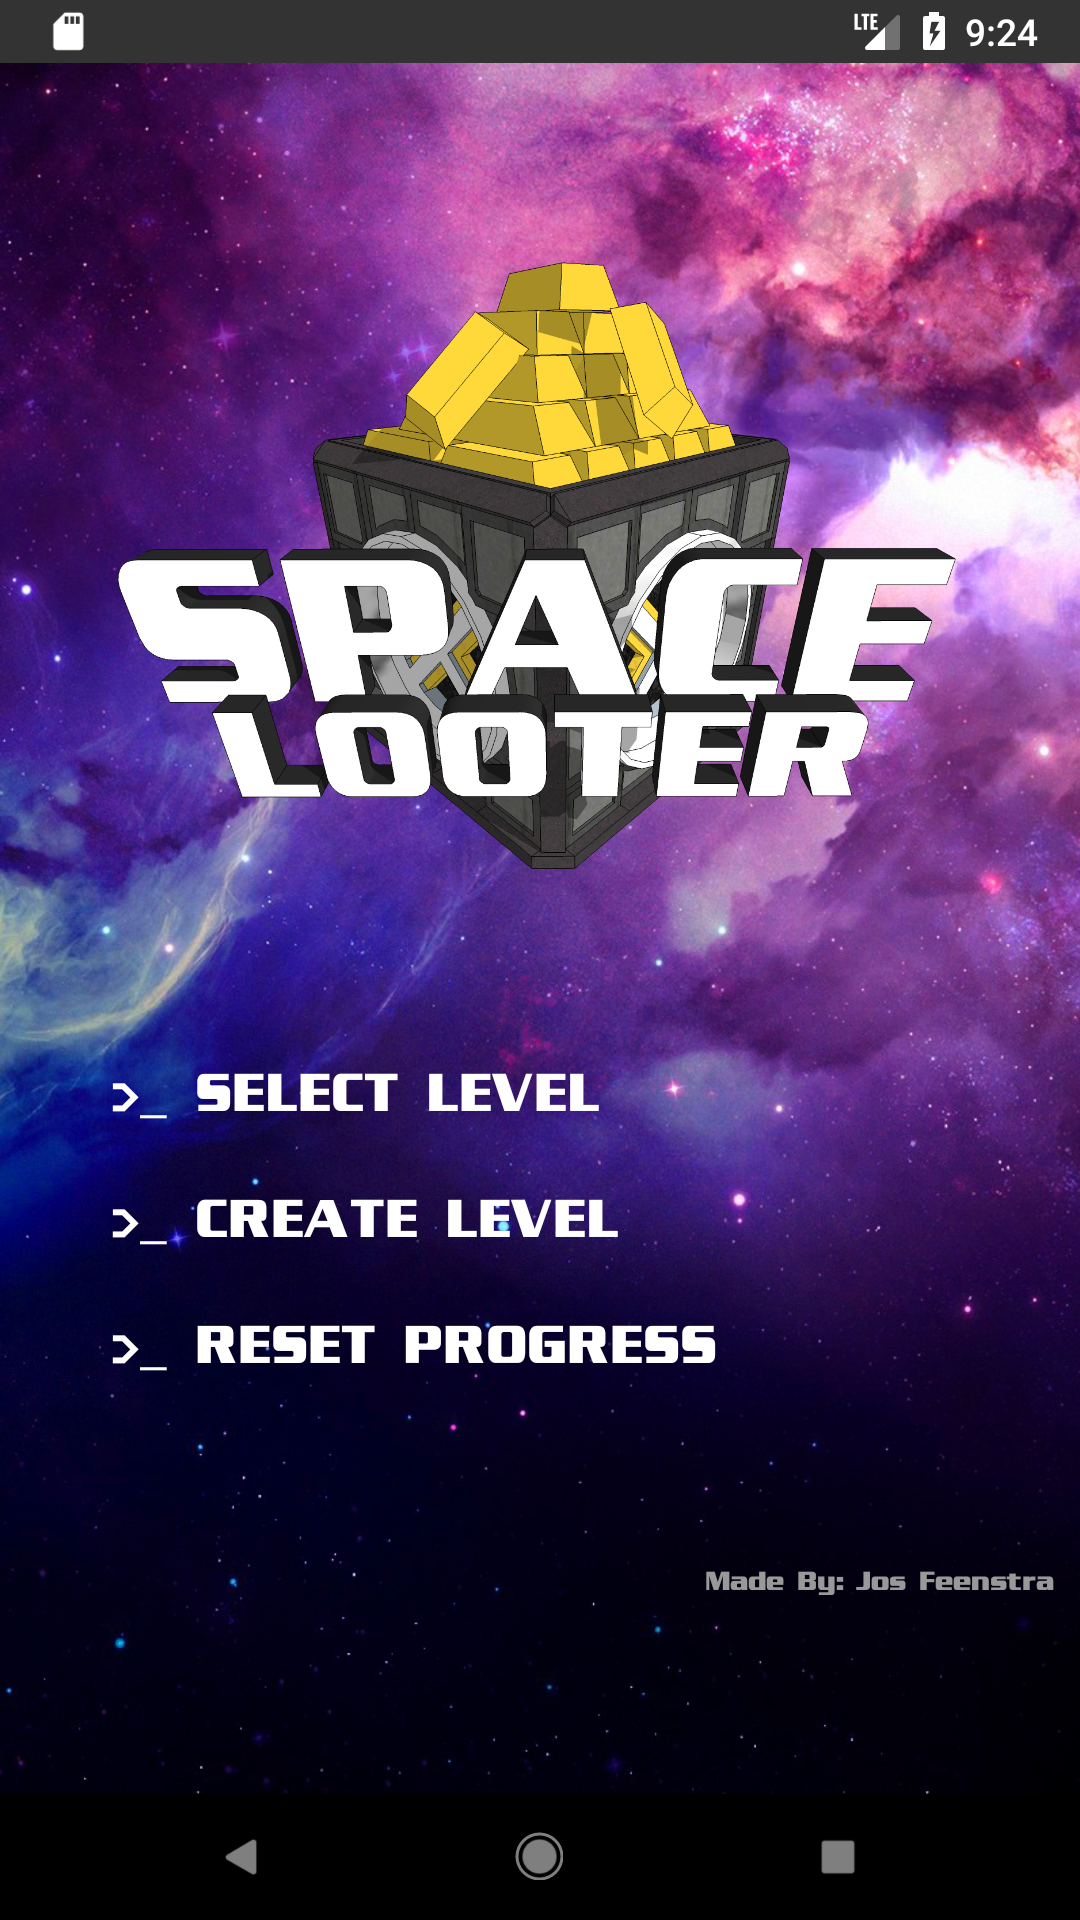 LTE 9:24
SPACE
LOOTER
>_ SELECT LEVEL
>_ CREATE LEVEL
>_ RESET PROGRESS
Made By: Jos Feenstra